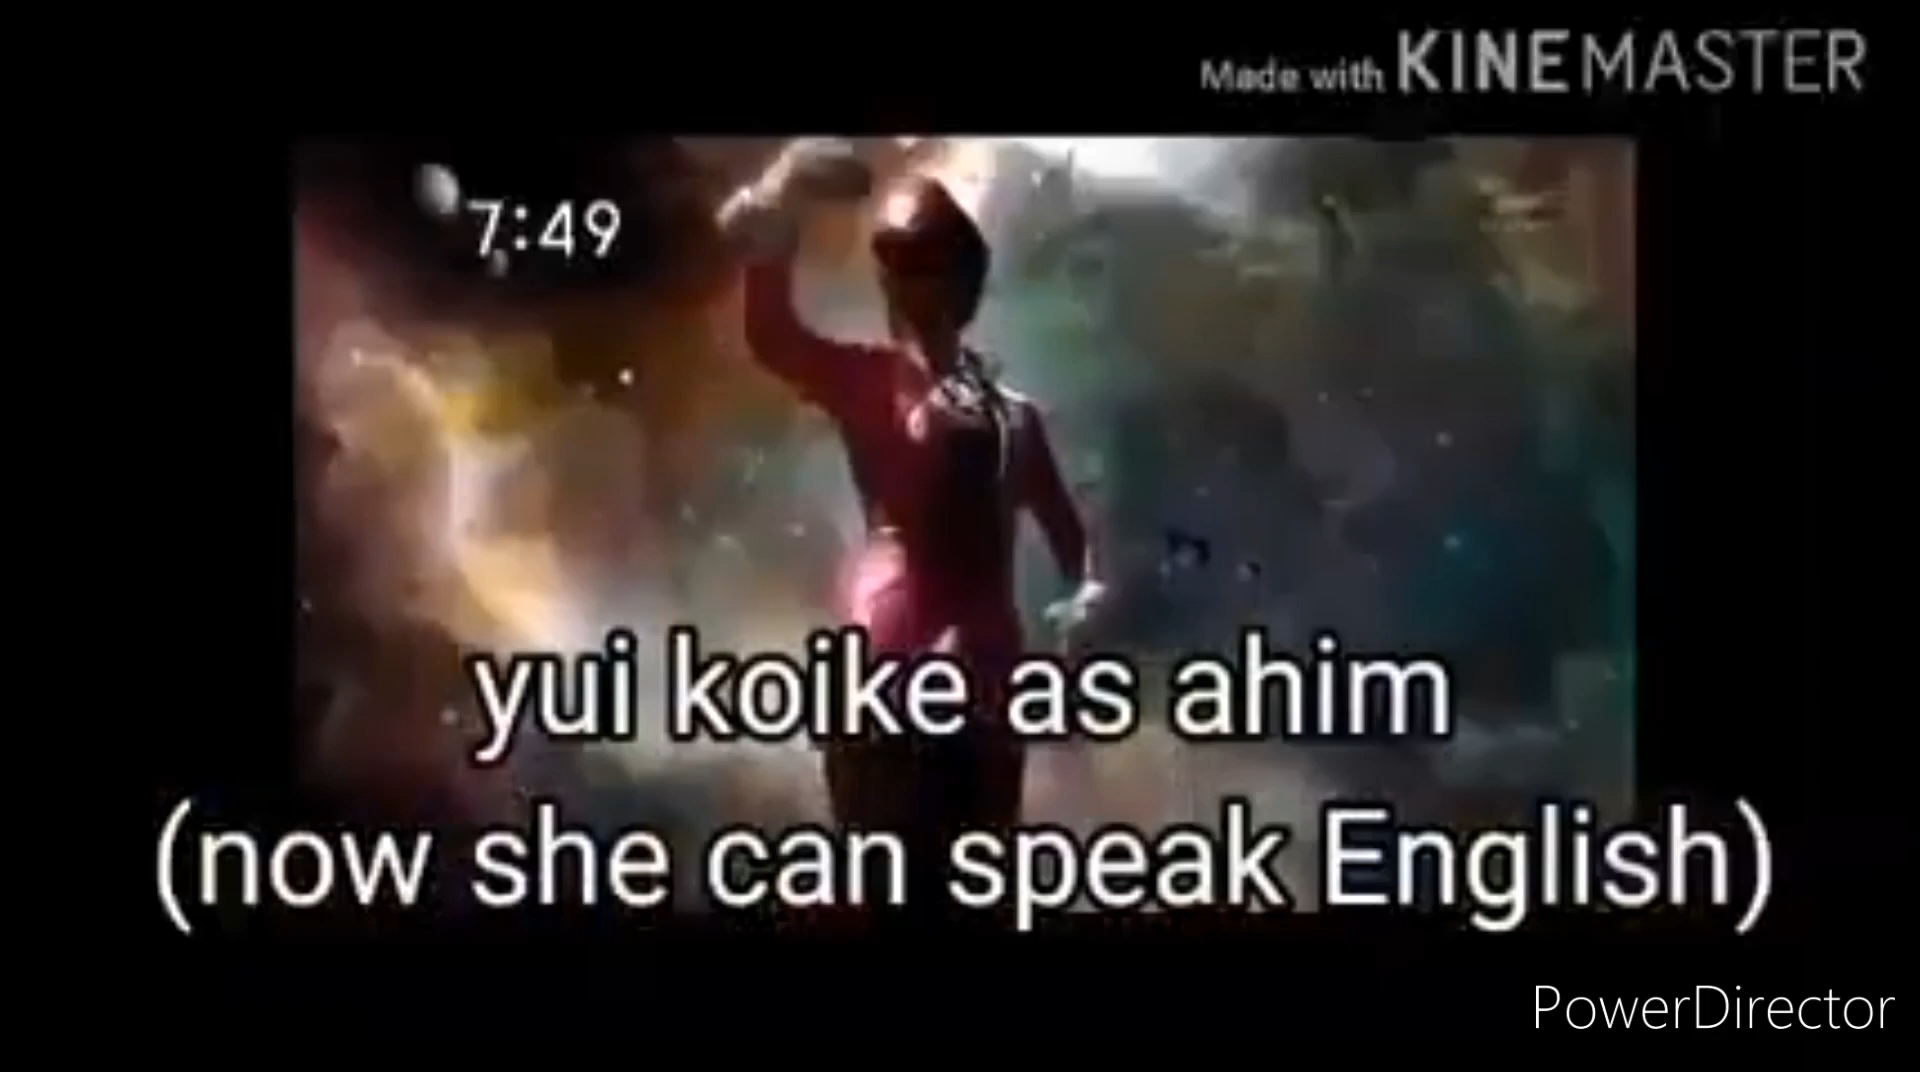 Made with KINEMASTER
7:49
yui koike as ahim
(now she can speak English)
PowerDirector